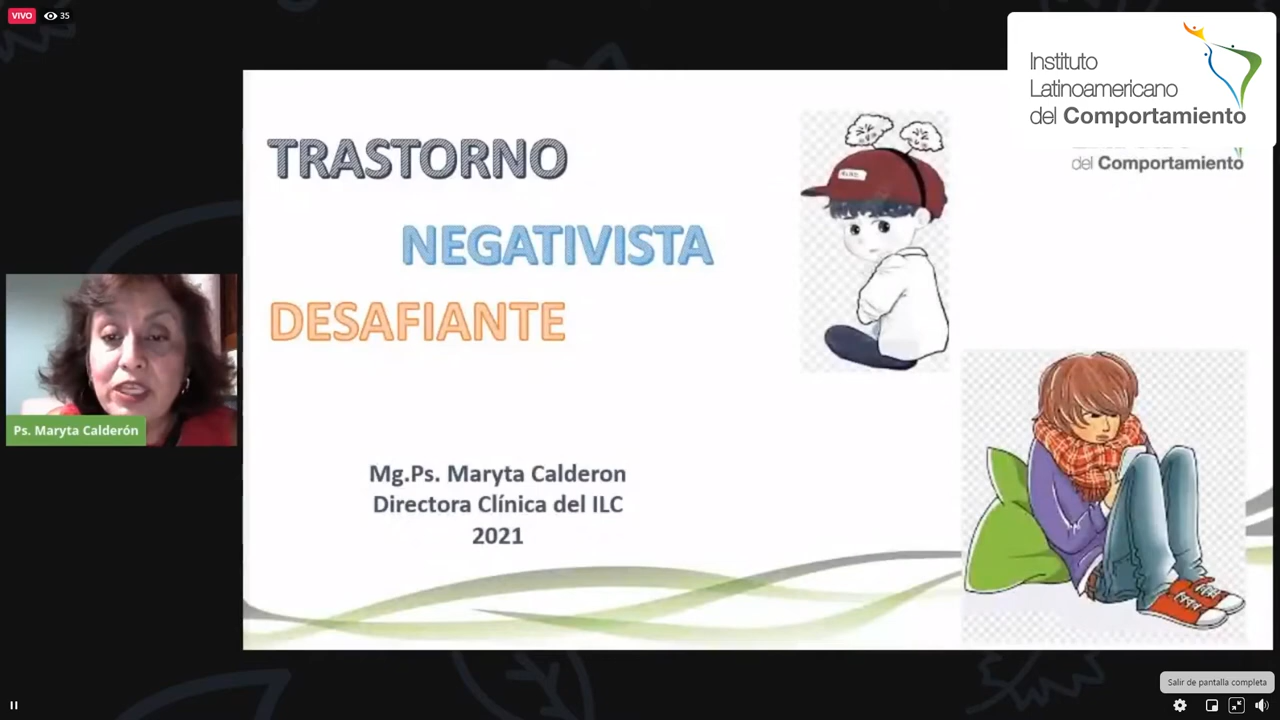 VIVO 35
Instituto
Latinoamericano
del Comportamiento
del Comportamiento
TRASTORNO
NEGATIVISTA
DESAFIANTE
Ps. Maryta Calderón
Mg.Ps. Maryta Calderon
Directora Clínica del ILC
2021
Salir de pantalla completa